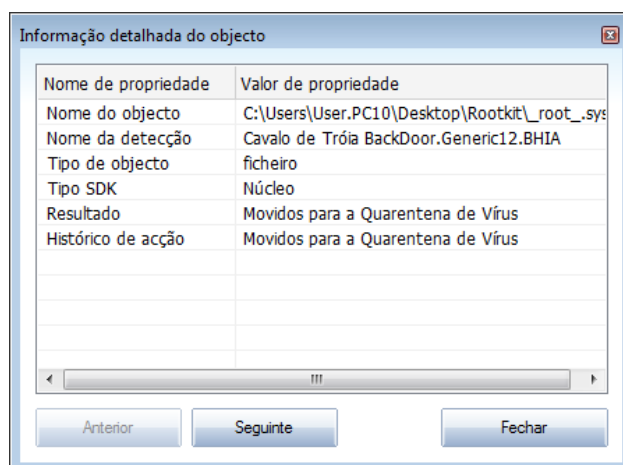 Informação detalhada do objecto
Nome de propriedade Valor de propriedade
Nome do objecto C:\Users\User.PC10\Desktop\Rootkit\_root_.sys
Nome da detecção Cavalo de Tróia BackDoor.Generic12.BHIA
Tipo de objecto ficheiro
Tipo SDK Núcleo
Resultado Movidos para a Quarentena de Vírus
Histórico de acção Movidos para a Quarentena de Vírus
Anterior Seguinte Fechar